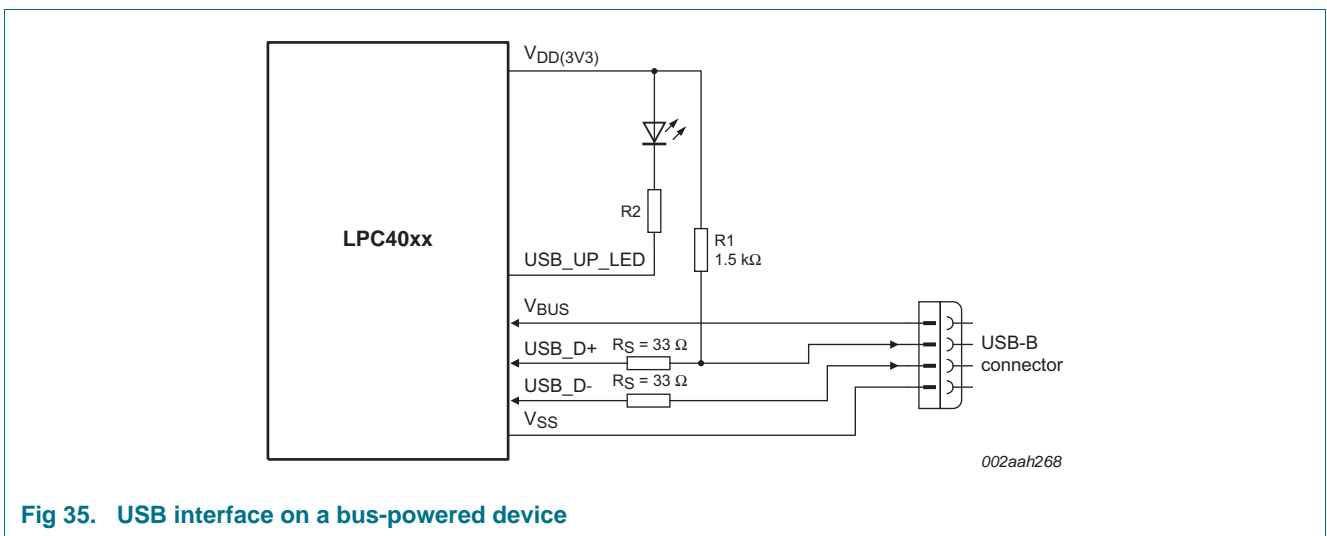 VDD(3V3)
R2
R1
1.5 kΩ
LPC40xx
USB_UP_LED
VBUS
USB_D+ RS = 33 Ω
USB_D- RS = 33 Ω
VSS
USB-B
connector
002aah268
Fig 35. USB interface on a bus-powered device